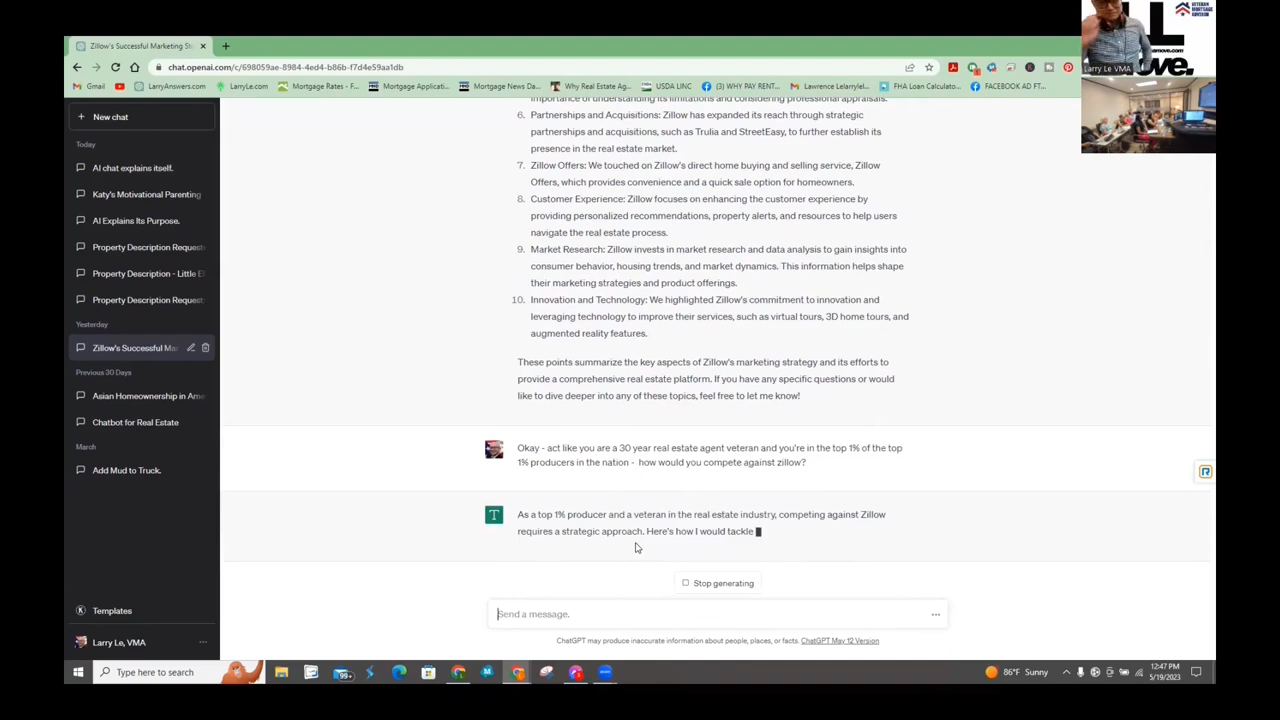 Zillow's Successful Marketing St
chat.openai.com/c/698059ae-8984-4ed4-b86b-f7d4e59aa1db
Gmail
LarryAnswers.com
LarryLe.com
Mortgage Rates - F...
Mortgage Applicati...
Mortgage News Da...
Why Real Estate Ag...
USDA LINC
(3) WHY PAY RENT...
Lawrence Lelarrylel...
FHA Loan Calculato...
FACEBOOK AD FT...
VETERAN
MORTGAGE
ADVISOR
Larry Le VMA
New chat
Today
AI chat explains itself.
Katy's Motivational Parenting
AI Explains Its Purpose.
Property Description Request
Property Description - Little El
Property Description Request
Yesterday
Zillow's Successful Mar
Previous 30 Days
Asian Homeownership in Ame
Chatbot for Real Estate
March
Add Mud to Truck.
Templates
Larry Le, VMA
importance of understanding its limitations and considering professional appraisals.
6. Partnerships and Acquisitions: Zillow has expanded its reach through strategic
partnerships and acquisitions, such as Trulia and StreetEasy, to further establish its
presence in the real estate market.
7. Zillow Offers: We touched on Zillow's direct home buying and selling service, Zillow
Offers, which provides convenience and a quick sale option for homeowners.
8. Customer Experience: Zillow focuses on enhancing the customer experience by
providing personalized recommendations, property alerts, and resources to help users
navigate the real estate process.
9. Market Research: Zillow invests in market research and data analysis to gain insights into
consumer behavior, housing trends, and market dynamics. This information helps shape
their marketing strategies and product offerings.
10. Innovation and Technology: We highlighted Zillow's commitment to innovation and
leveraging technology to improve their services, such as virtual tours, 3D home tours, and
augmented reality features.
These points summarize the key aspects of Zillow's marketing strategy and its efforts to
provide a comprehensive real estate platform. If you have any specific questions or would
like to dive deeper into any of these topics, feel free to let me know!
Okay - act like you are a 30 year real estate agent veteran and you're in the top 1% of the top
1% producers in the nation - how would you compete against zillow?
As a top 1% producer and a veteran in the real estate industry, competing against Zillow
requires a strategic approach. Here's how I would tackle
Stop generating
Send a message.
ChatGPT may produce inaccurate information about people, places, or facts. ChatGPT May 12 Version
Type here to search
99+
86°F Sunny
12:47 PM
5/19/2023